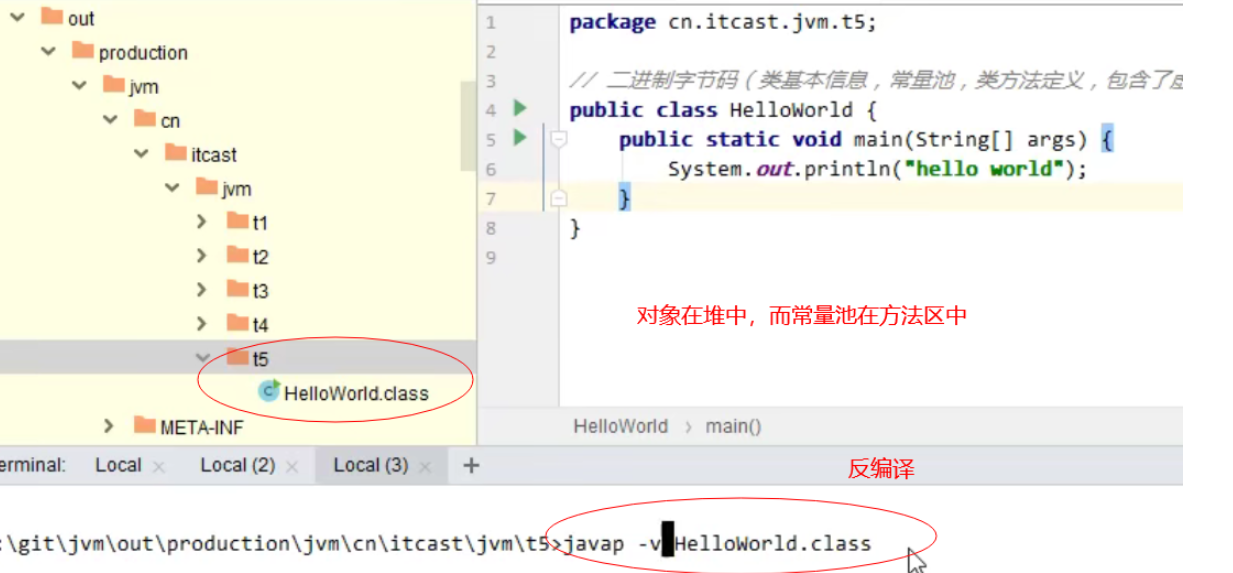 out
production
jvm
cn
itcast
jvm
t1
t2
t3
t4
t5
HelloWorld.class
META-INF
1 package cn.itcast.jvm.t5;
2
3 // 二进制字节码（类基本信息，常量池，类方法定义，包含了
4 public class HelloWorld {
5 public static void main(String[] args) {
6 System.out.println("hello world");
7 }
8 }
9
对象在堆中，而常量池在方法区中
HelloWorld › main()
erminal: Local × Local (2) × Local (3) × +
反编译
:\git\jvm\out\production\jvm\cn\itcast\jvm\t5>javap -v HelloWorld.class